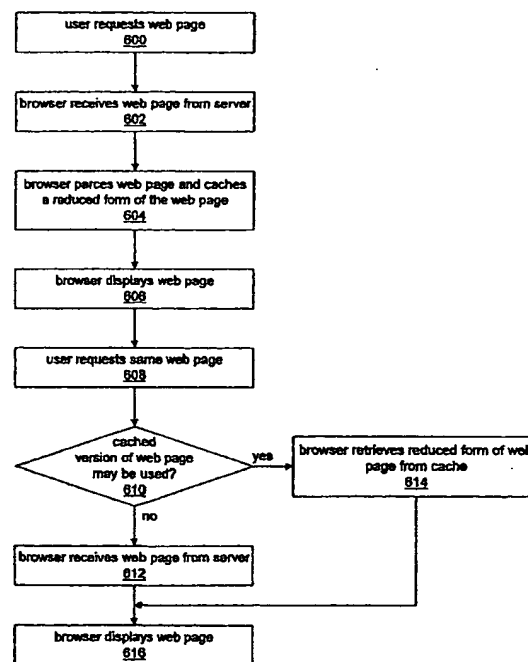 user requests web page
600
browser receives web page from server
602
browser parces web page and caches
a reduced form of the web page
604
browser displays web page
606
user requests same web page
608
cached
version of web page
may be used?
610
yes
browser retrieves reduced form of web
page from cache
614
no
browser receives web page from server
612
browser displays web page
616